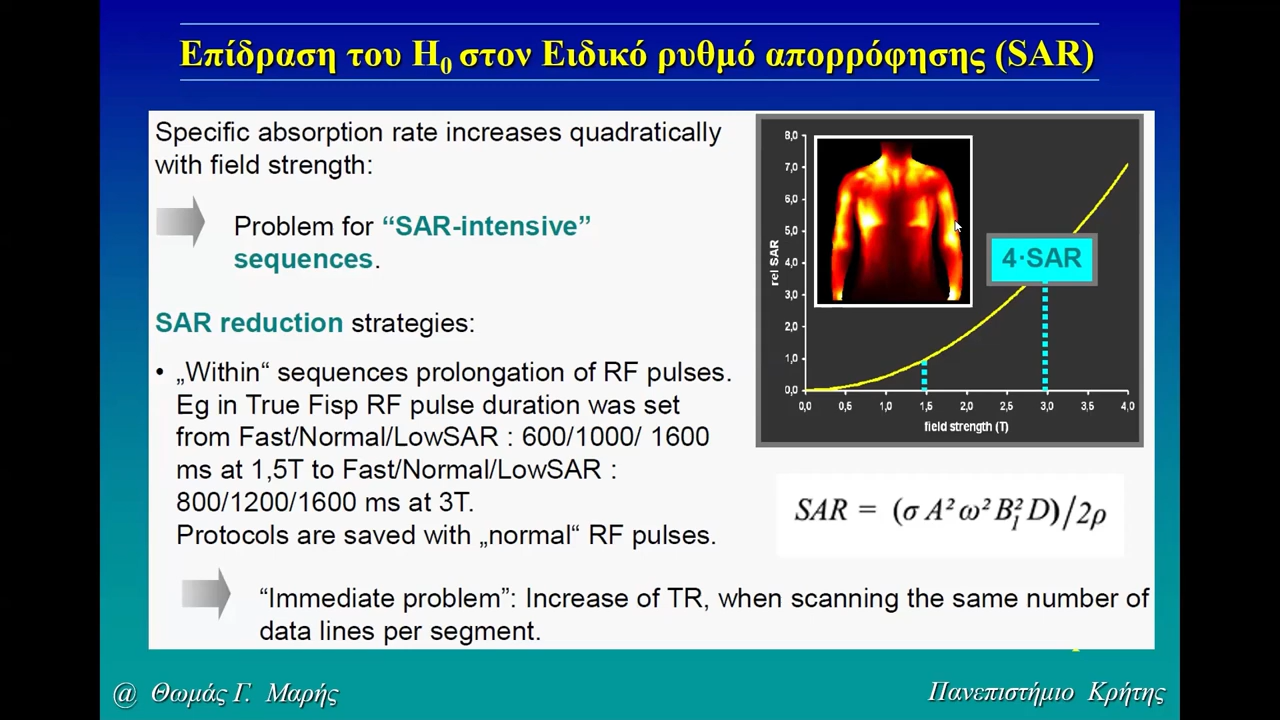 Επίδραση του H0 στον Ειδικό ρυθμό απορρόφησης (SAR)
Specific absorption rate increases quadratically
with field strength:
Problem for “SAR-intensive”
sequences.
SAR reduction strategies:
• „Within“ sequences prolongation of RF pulses.
Eg in True Fisp RF pulse duration was set
from Fast/Normal/LowSAR : 600/1000/ 1600
ms at 1,5T to Fast/Normal/LowSAR :
800/1200/1600 ms at 3T.
Protocols are saved with „normal“ RF pulses.
“Immediate problem”: Increase of TR, when scanning the same number of
data lines per segment.
rel SAR
8,0
7,0
6,0
5,0
4,0
3,0
2,0
1,0
0,0
4·SAR
0,0 0,5 1,0 1,5 2,0 2,5 3,0 3,5 4,0
field strength (T)
SAR = (σ A² ω² B₁² D)/2ρ
@ Θωμάς Γ. Μαρής
Πανεπιστήμιο Κρήτης